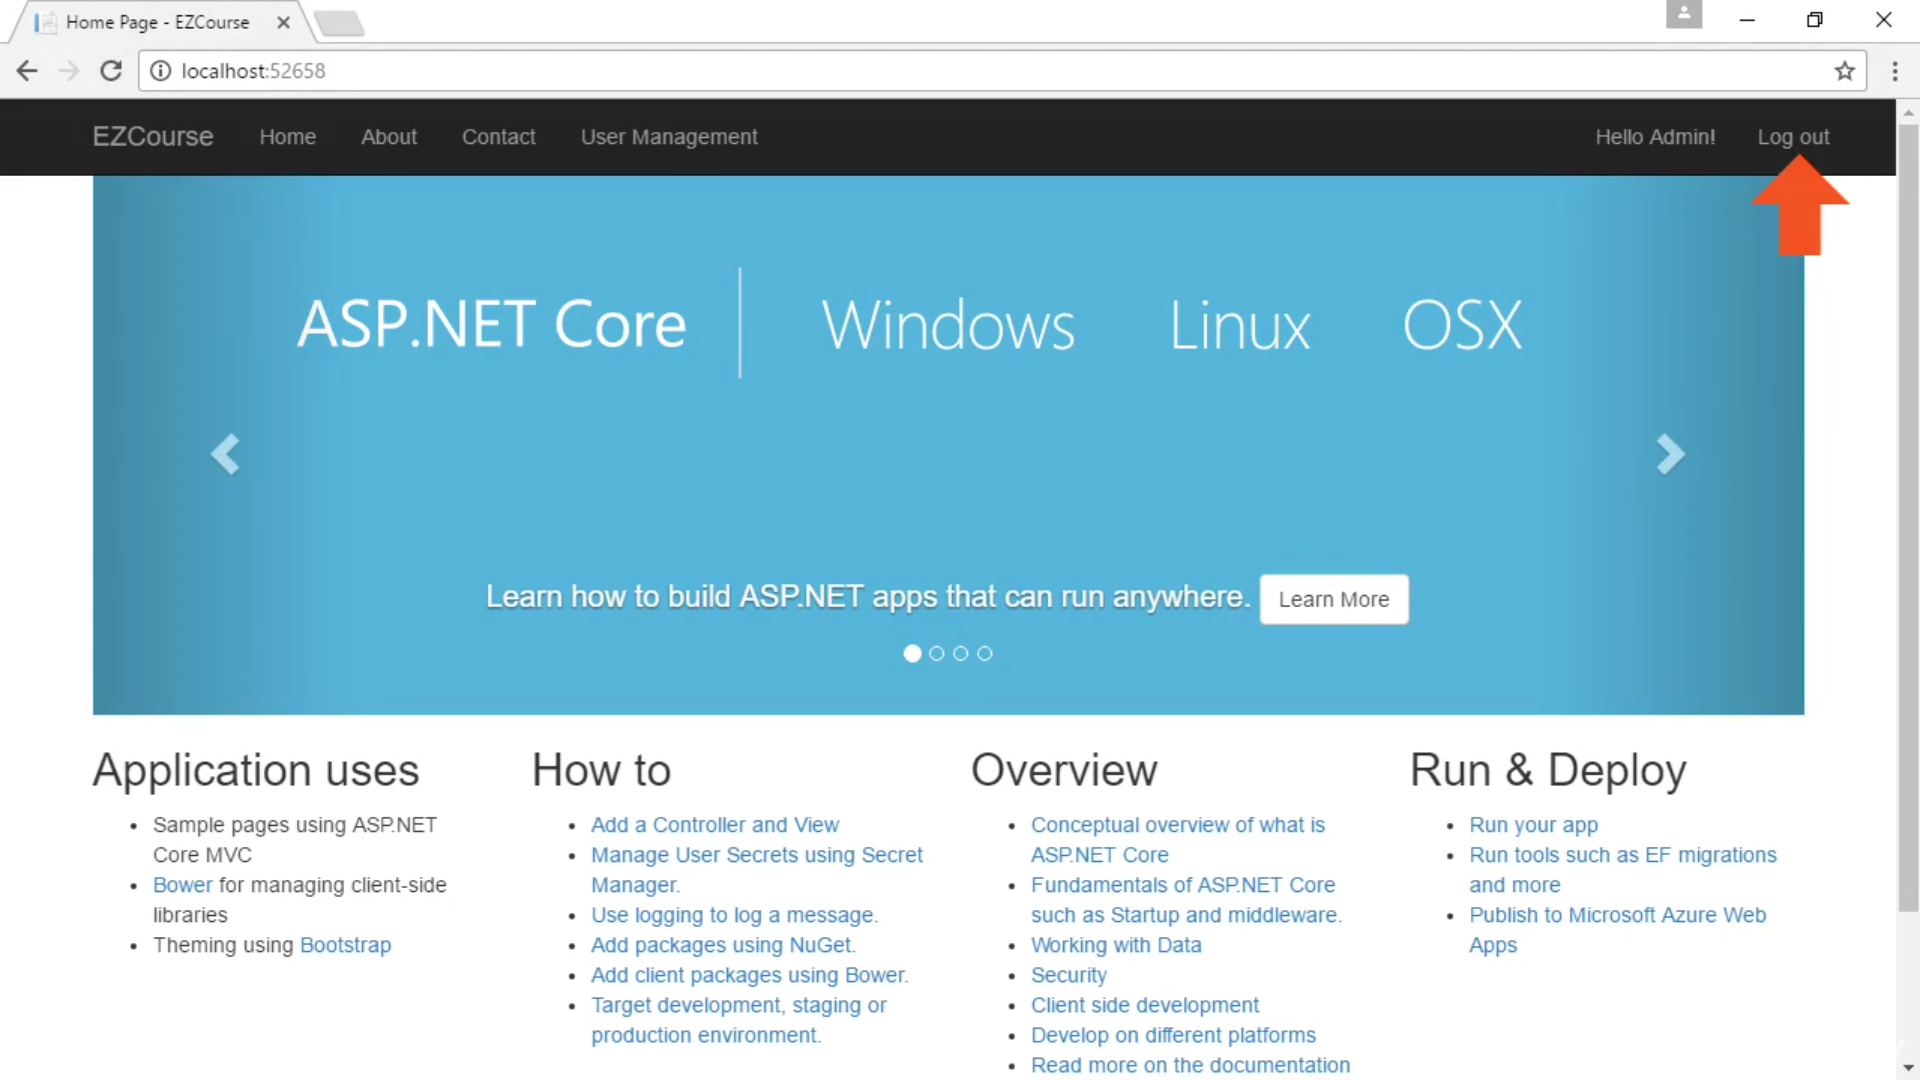 Home Page - EZCourse
localhost:52658
EZCourse Home About Contact User Management Hello Admin! Log out
ASP.NET Core Windows Linux OSX
Learn how to build ASP.NET apps that can run anywhere. Learn More
Application uses
Sample pages using ASP.NET
Core MVC
Bower for managing client-side
libraries
Theming using Bootstrap
How to
Add a Controller and View
Manage User Secrets using Secret
Manager.
Use logging to log a message.
Add packages using NuGet.
Add client packages using Bower.
Target development, staging or
production environment.
Overview
Conceptual overview of what is
ASP.NET Core
Fundamentals of ASP.NET Core
such as Startup and middleware.
Working with Data
Security
Client side development
Develop on different platforms
Read more on the documentation
Run & Deploy
Run your app
Run tools such as EF migrations
and more
Publish to Microsoft Azure Web
Apps